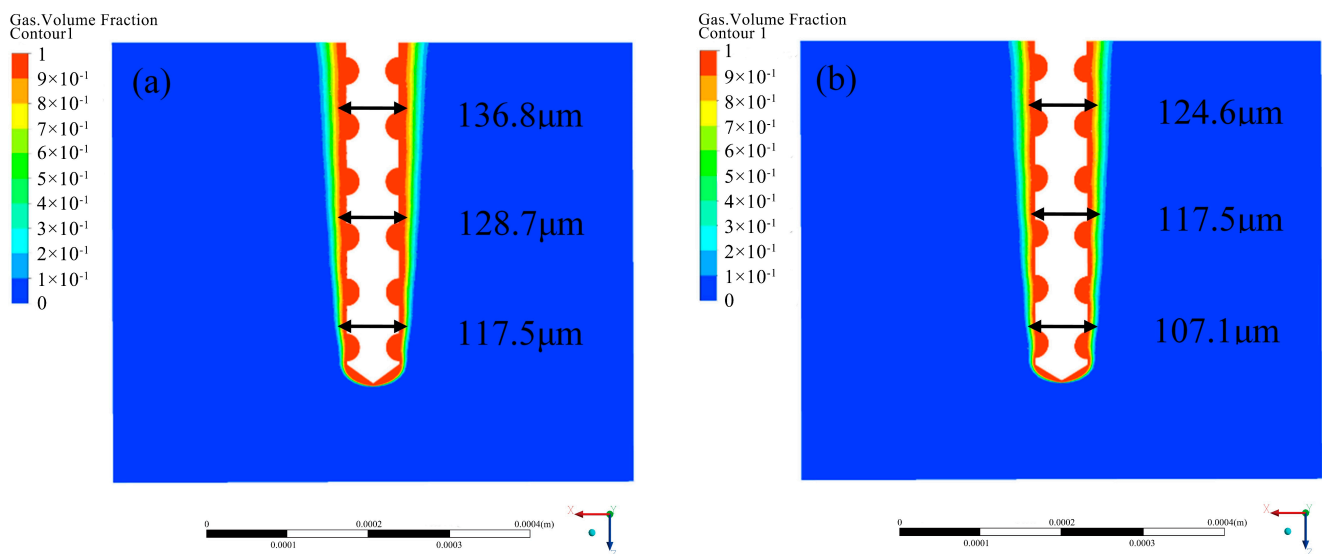 Gas.Volume Fraction
Contour1
1
9×10⁻¹
8×10⁻¹
7×10⁻¹
6×10⁻¹
5×10⁻¹
4×10⁻¹
3×10⁻¹
2×10⁻¹
1×10⁻¹
0
(a)
136.8μm
128.7μm
117.5μm
0 0.0002 0.0004(m)
0.0001 0.0003
X Y
Z
Gas.Volume Fraction
Contour 1
1
9×10⁻¹
8×10⁻¹
7×10⁻¹
6×10⁻¹
5×10⁻¹
4×10⁻¹
3×10⁻¹
2×10⁻¹
1×10⁻¹
0
(b)
124.6μm
117.5μm
107.1μm
0 0.0002 0.0004(m)
0.0001 0.0003
X Y
Z